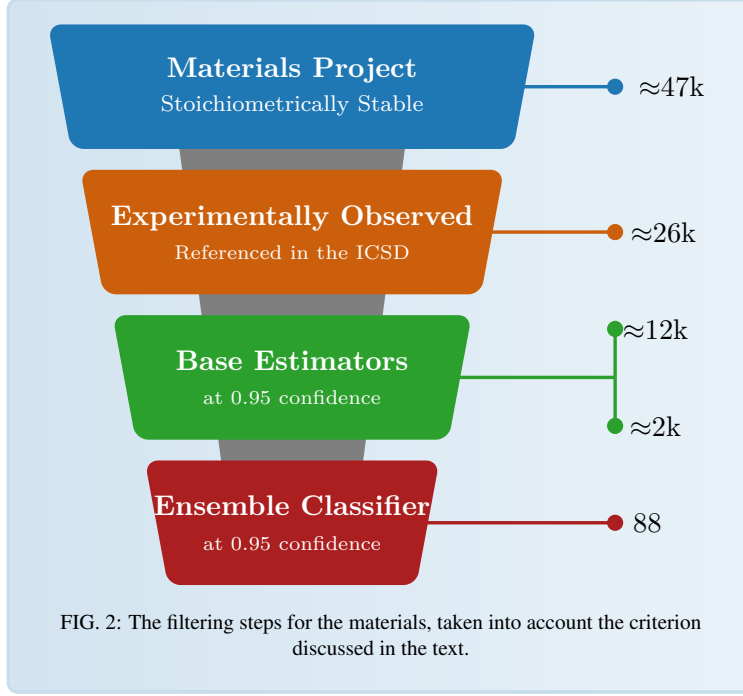 Materials Project
Stoichiometrically Stable
≈47k
Experimentally Observed
Referenced in the ICSD
≈26k
Base Estimators
at 0.95 confidence
≈12k
≈2k
Ensemble Classifier
at 0.95 confidence
88
FIG. 2: The filtering steps for the materials, taken into account the criterion
discussed in the text.